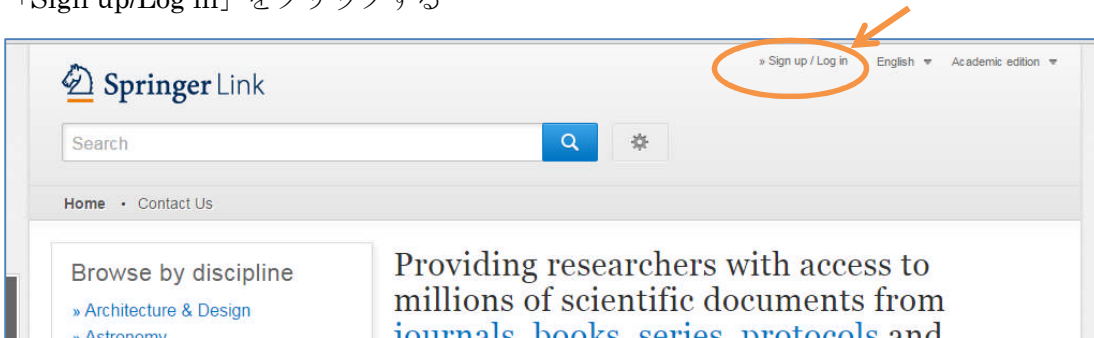 「Sign up/Log in」をクリックする
» Sign up / Log in English Academic edition
Springer Link
Search
Home • Contact Us
Browse by discipline
» Architecture & Design
» Astronomy
Providing researchers with access to
millions of scientific documents from
journals, books, series, protocols and